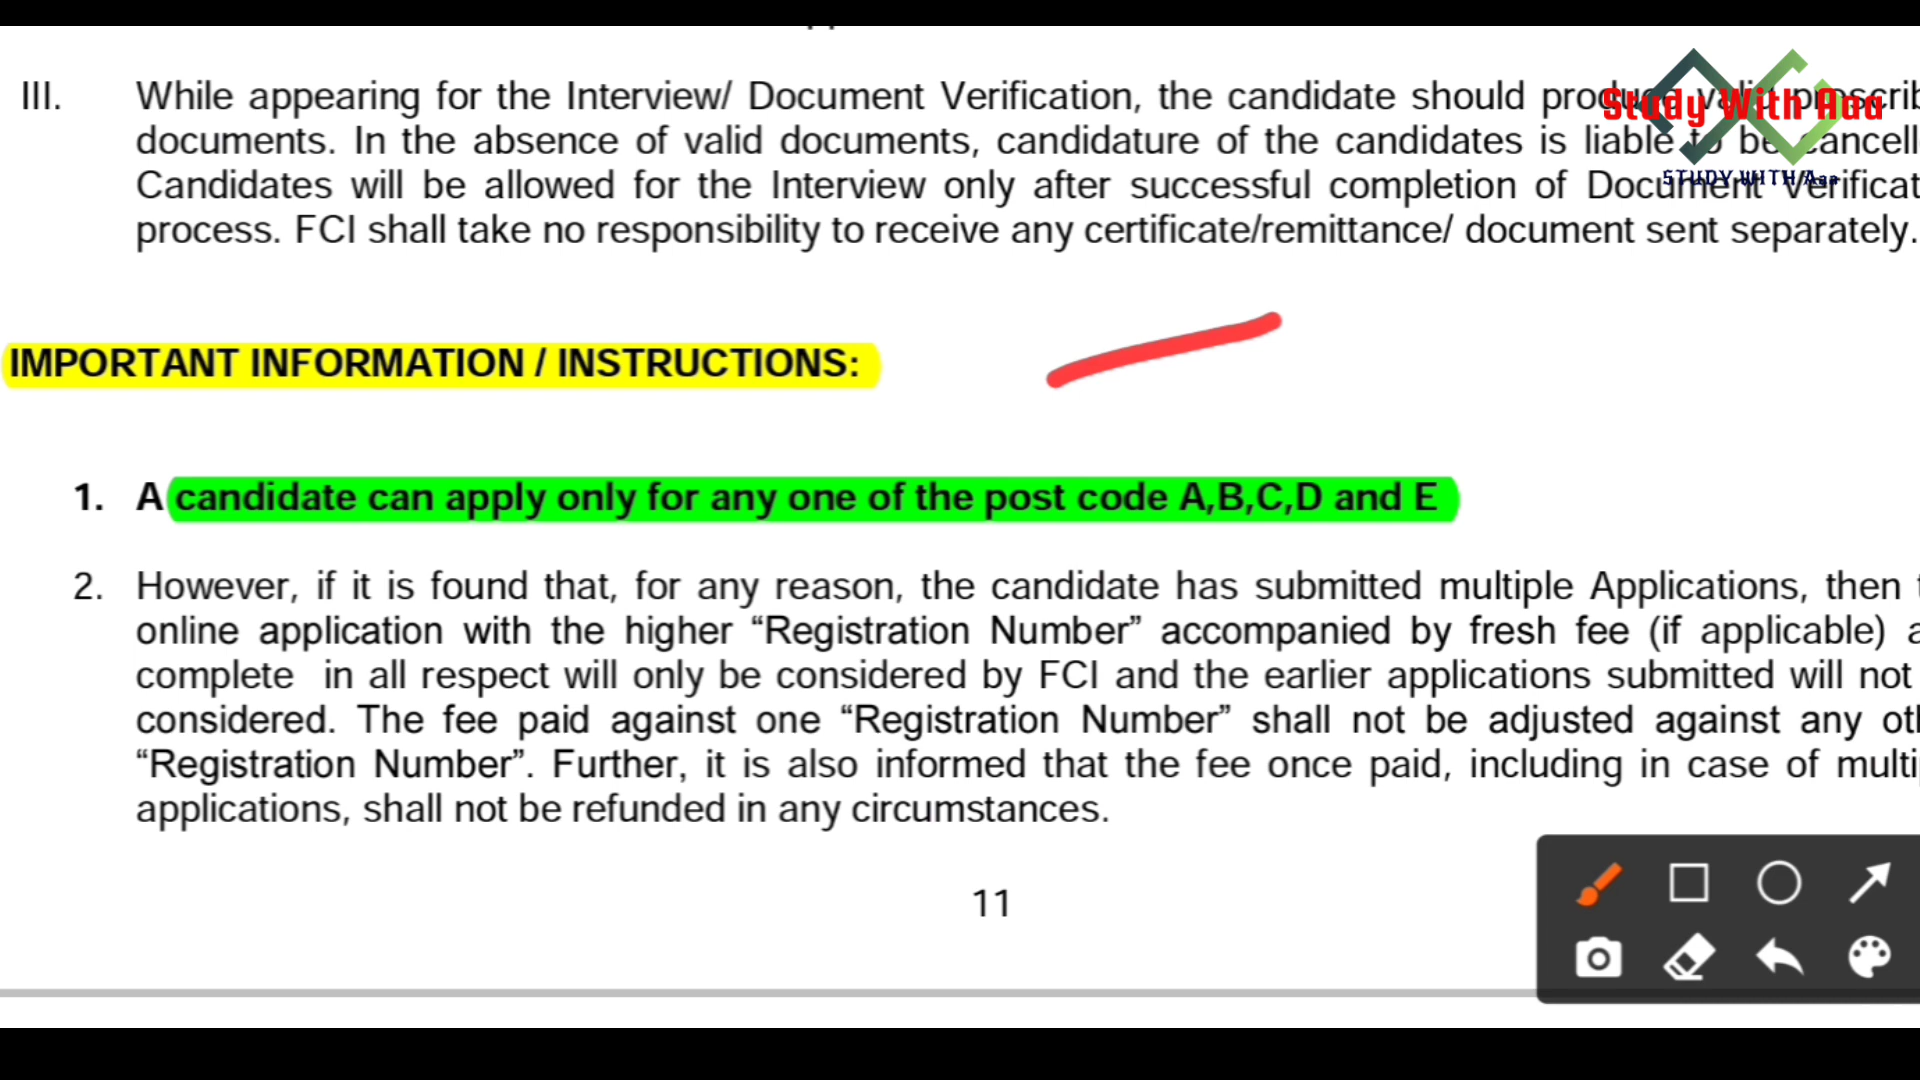 III. While appearing for the Interview/ Document Verification, the candidate should
documents. In the absence of valid documents, candidature of the candidates is liable to be
Candidates will be allowed for the Interview only after successful completion of Document
process. FCI shall take no responsibility to receive any certificate/remittance/ document sent separately.
Study With Aaa
STUDY WITH Aaa
IMPORTANT INFORMATION / INSTRUCTIONS:
1. A candidate can apply only for any one of the post code A,B,C,D and E
2. However, if it is found that, for any reason, the candidate has submitted multiple Applications, then
online application with the higher “Registration Number” accompanied by fresh fee (if applicable)
complete in all respect will only be considered by FCI and the earlier applications submitted will not
considered. The fee paid against one “Registration Number” shall not be adjusted against any
“Registration Number”. Further, it is also informed that the fee once paid, including in case of
applications, shall not be refunded in any circumstances.
11